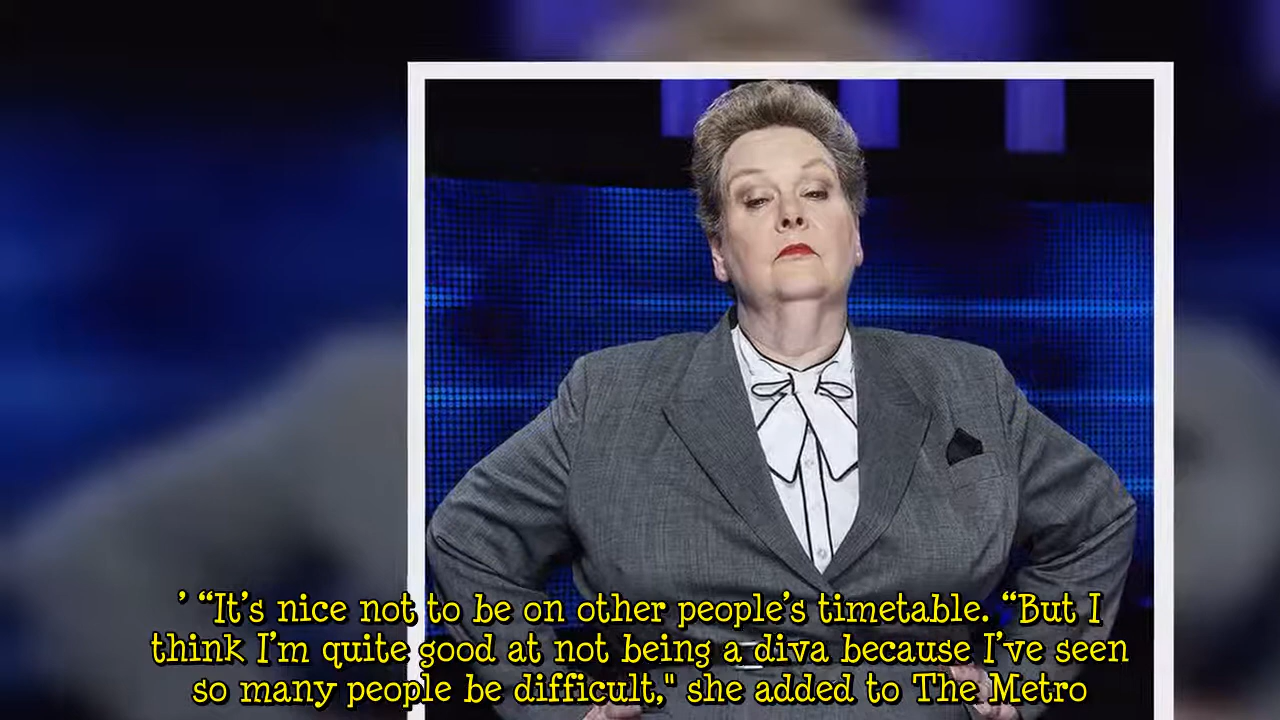 ’ “It’s nice not to be on other people’s timetable. “But I
think I’m quite good at not being a diva because I’ve seen
so many people be difficult," she added to The Metro